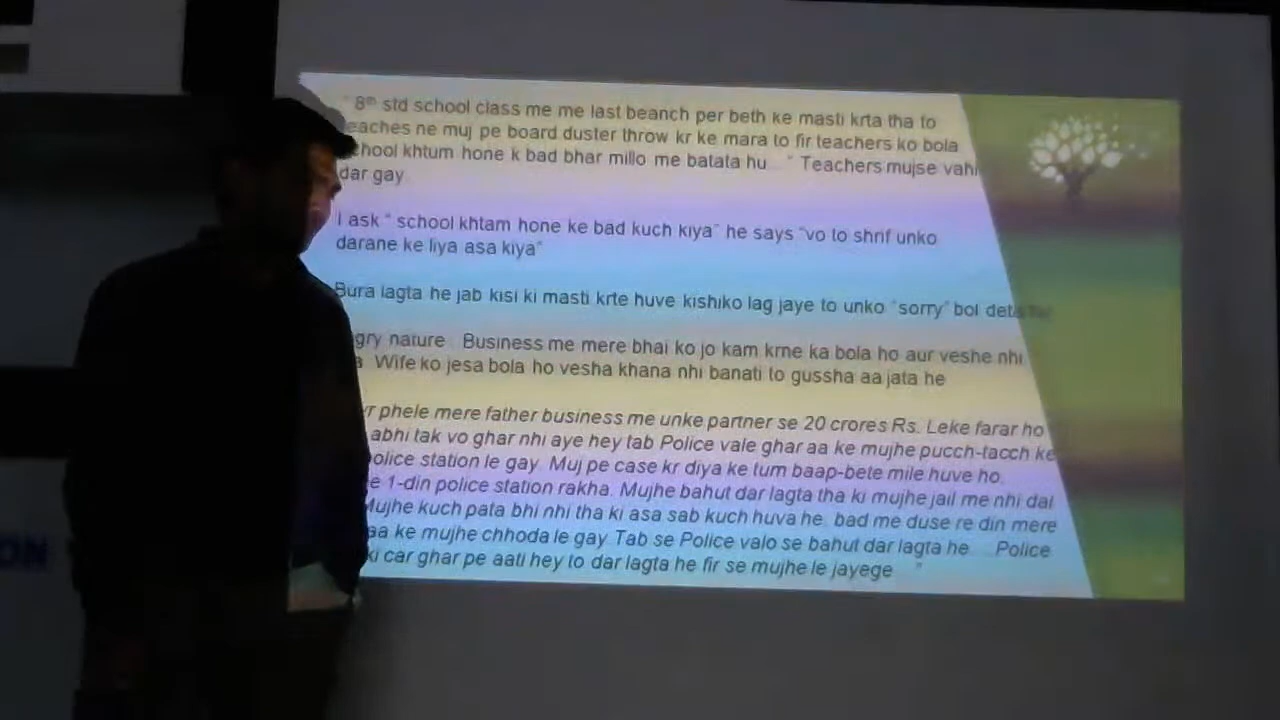 " 8th std school class me me last beanch per beth ke masti krta tha to
teaches ne muj pe board duster throw kr ke mara to fir teachers ko bola
school khtum hone k bad bhar millo me batata hu... " Teachers mujse vahi
dar gay
I ask " school khtam hone ke bad kuch kiya" he says "vo to shrif unko
darane ke liya asa kiya"
Bura lagta he jab kisi ki masti krte huve kishiko lag jaye to unko "sorry" bol deta
gry nature Business me mere bhai ko jo kam krne ka bola ho aur veshe nhi
Wife ko jesa bola ho vesha khana nhi banati to gussha aa jata he
yr phele mere father business me unke partner se 20 crores Rs. Leke farar ho
abhi tak vo ghar nhi aye hey tab Police vale ghar aa ke mujhe pucch-tacch ke
police station le gay. Muj pe case kr diya ke tum baap-bete mile huve ho.
e 1-din police station rakha. Mujhe bahut dar lagta tha ki mujhe jail me nhi dal
Mujhe kuch pata bhi nhi tha ki asa sab kuch huva he. bad me duse re din mere
aa ke mujhe chhoda le gay. Tab se Police valo se bahut dar lagta he ... Police
ki car ghar pe aati hey to dar lagta he fir se mujhe le jayege... "
ON